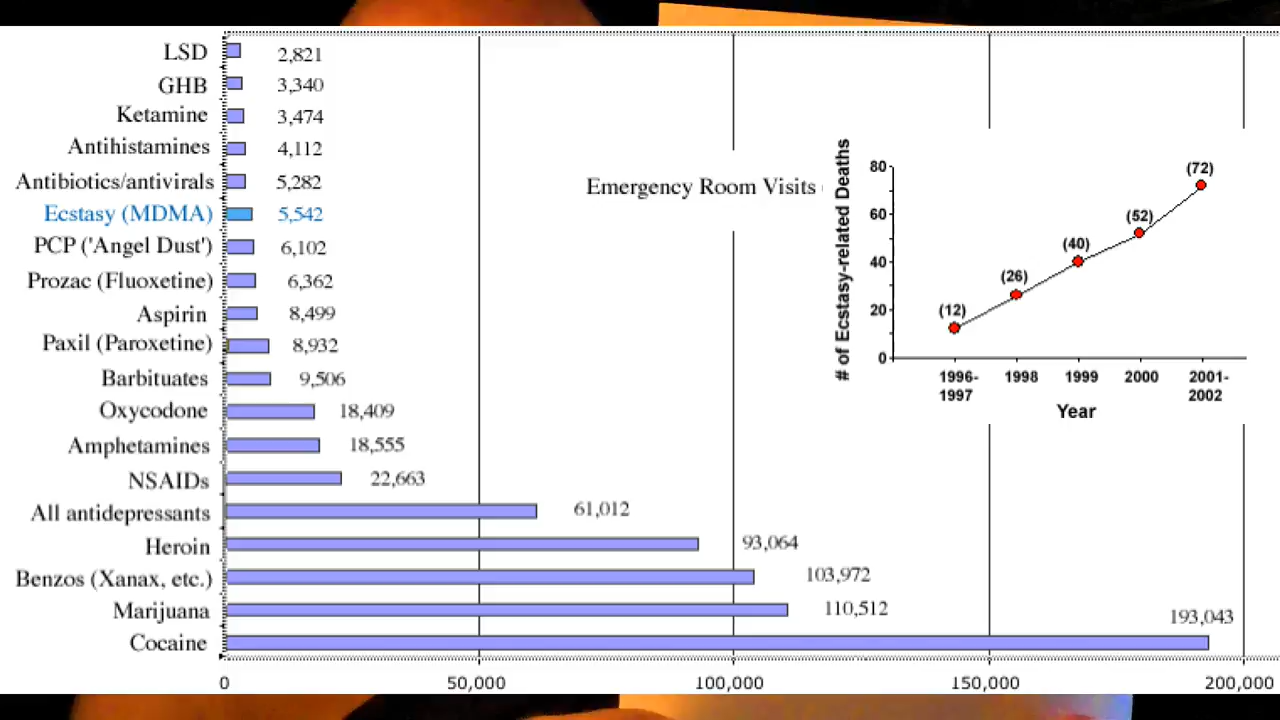 LSD 2,821
GHB 3,340
Ketamine 3,474
Antihistamines 4,112
Antibiotics/antivirals 5,282
Ecstasy (MDMA) 5,542
PCP ('Angel Dust') 6,102
Prozac (Fluoxetine) 6,362
Aspirin 8,499
Paxil (Paroxetine) 8,932
Barbituates 9,506
Oxycodone 18,409
Amphetamines 18,555
NSAIDs 22,663
All antidepressants 61,012
Heroin 93,064
Benzos (Xanax, etc.) 103,972
Marijuana 110,512
Cocaine 193,043
0 50,000 100,000 150,000 200,000
Emergency Room Visits
# of Ecstasy-related Deaths
80
60
40
20
0
(12) (26) (40) (52) (72)
1996-1997 1998 1999 2000 2001-2002
Year